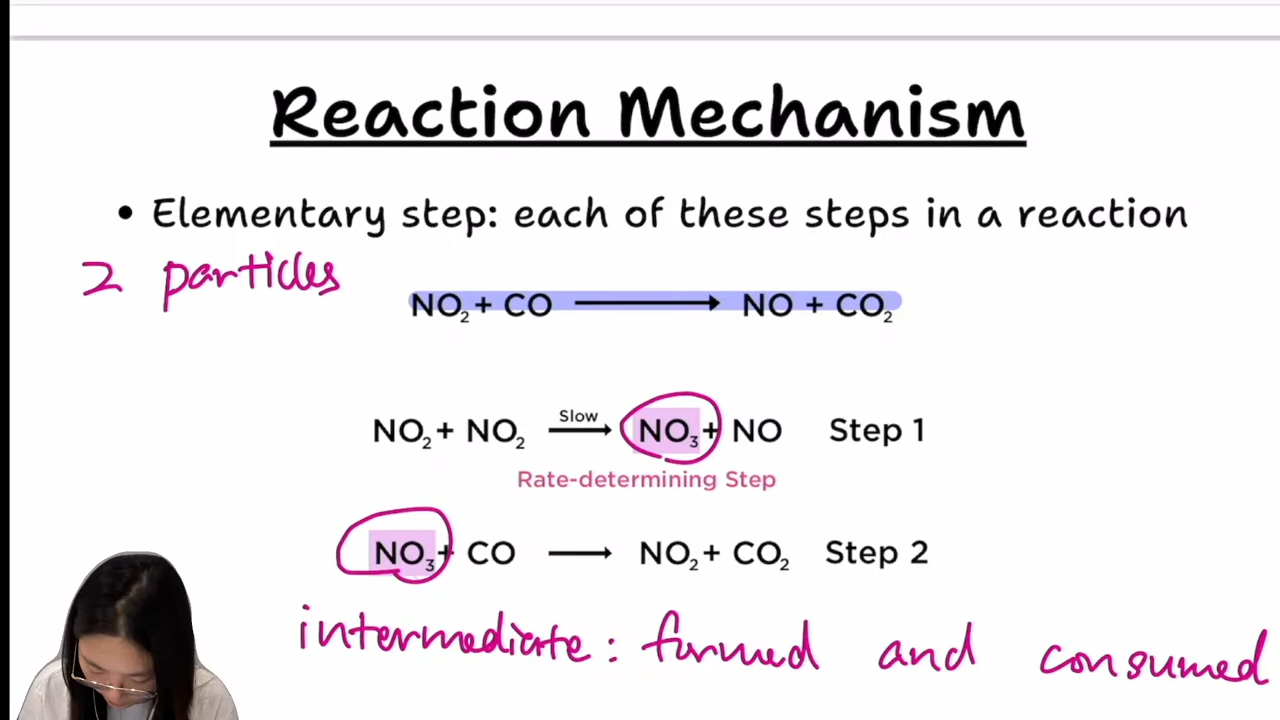 Reaction Mechanism
• Elementary step: each of these steps in a reaction
2 particles
NO₂ + CO ⟶ NO + CO₂
NO₂ + NO₂ Slow ⟶ NO₃ + NO Step 1
Rate-determining Step
NO₃ + CO ⟶ NO₂ + CO₂ Step 2
intermediate: formed and consumed